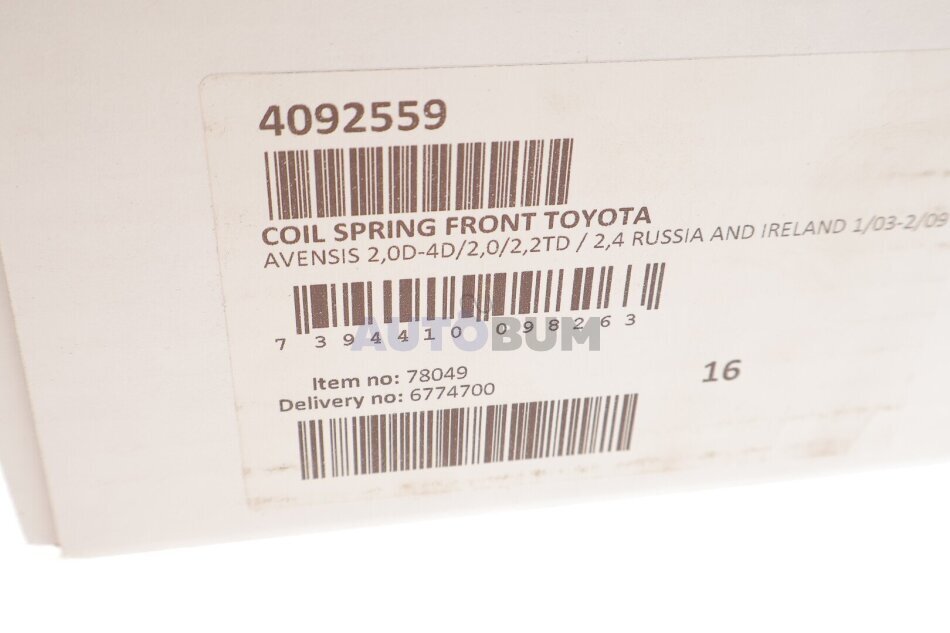 4092559
COIL SPRING FRONT TOYOTA
AVENSIS 2,0D-4D/2,0/2,2TD / 2,4 RUSSIA AND IRELAND 1/03-2/09
7 394410 098263
AUTOBUM
Item no: 78049
16
Delivery no: 6774700